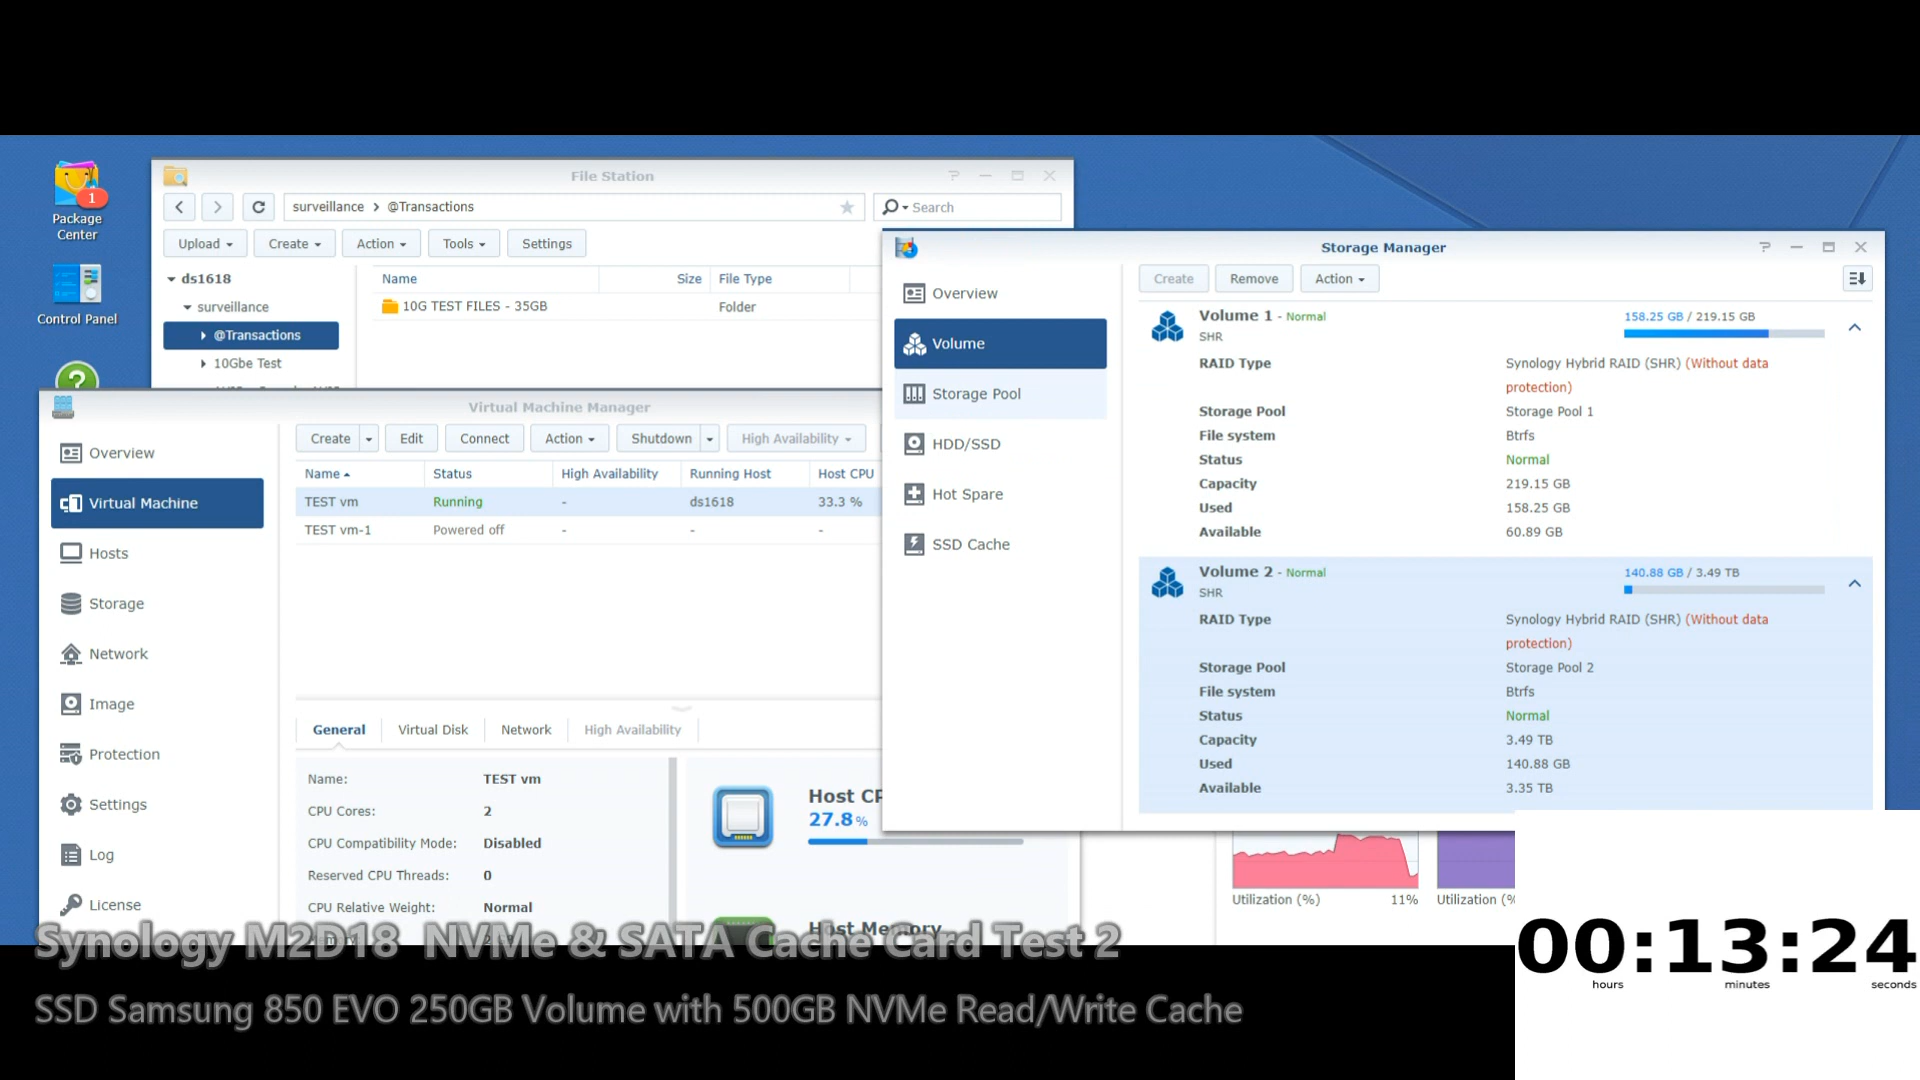 Package
Center
1
Control Panel
?
File Station
surveillance > @Transactions
Search
Upload
Create
Action
Tools
Settings
ds1618
surveillance
@Transactions
10Gbe Test
Name
Size
File Type
10G TEST FILES - 35GB
Folder
Virtual Machine Manager
Overview
Virtual Machine
Hosts
Storage
Network
Image
Protection
Settings
Log
License
Create
Edit
Connect
Action
Shutdown
High Availability
Name
Status
High Availability
Running Host
Host CPU
TEST vm
Running
-
ds1618
33.3 %
TEST vm-1
Powered off
-
-
-
General
Virtual Disk
Network
High Availability
Name: TEST vm
CPU Cores: 2
CPU Compatibility Mode: Disabled
Reserved CPU Threads: 0
CPU Relative Weight: Normal
27.8 %
Host Memory
Storage Manager
Overview
Volume
Storage Pool
HDD/SSD
Hot Spare
SSD Cache
Create
Remove
Action
Volume 1 - Normal
SHR
158.25 GB / 219.15 GB
RAID Type Synology Hybrid RAID (SHR) (Without data
protection)
Storage Pool Storage Pool 1
File system Btrfs
Status Normal
Capacity 219.15 GB
Used 158.25 GB
Available 60.89 GB
Volume 2 - Normal
SHR
140.88 GB / 3.49 TB
RAID Type Synology Hybrid RAID (SHR) (Without data
protection)
Storage Pool Storage Pool 2
File system Btrfs
Status Normal
Capacity 3.49 TB
Used 140.88 GB
Available 3.35 TB
Utilization (%) 11%
Utilization (%
Synology M2D18 NVMe & SATA Cache Card Test 2
SSD Samsung 850 EVO 250GB Volume with 500GB NVMe Read/Write Cache
00:13:24
hours minutes seconds